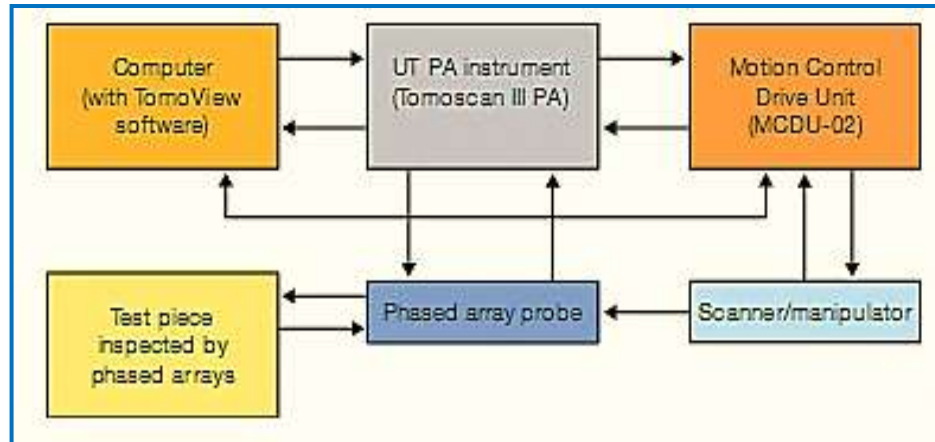 Computer
(with TomoView
software)
UT PA instrument
(Tomoscan III PA)
Motion Control
Drive Unit
(MCDU-02)
Test piece
inspected by
phased arrays
Phased array probe
Scanner/manipulator